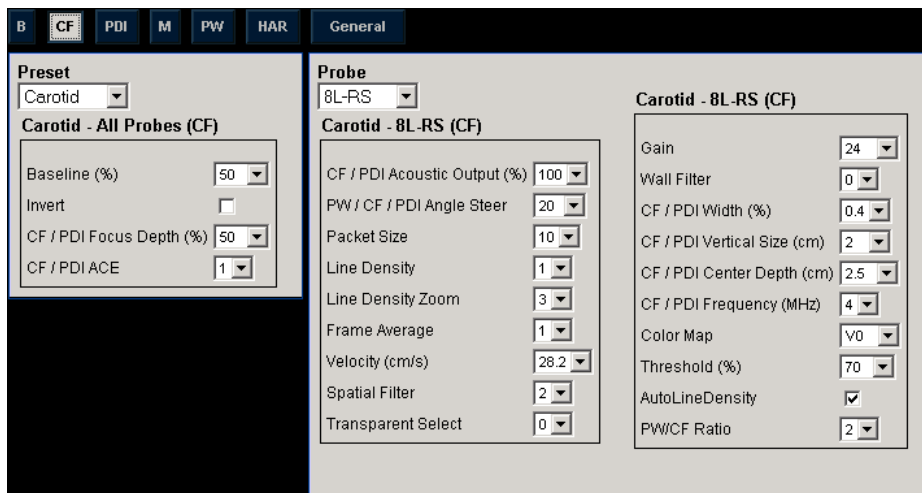 B CF PDI M PW HAR General
Preset
Carotid
Carotid - All Probes (CF)
Baseline (%) 50
Invert
CF / PDI Focus Depth (%) 50
CF / PDI ACE 1
Probe
8L-RS
Carotid - 8L-RS (CF)
CF / PDI Acoustic Output (%) 100
PW / CF / PDI Angle Steer 20
Packet Size 10
Line Density 1
Line Density Zoom 3
Frame Average 1
Velocity (cm/s) 28.2
Spatial Filter 2
Transparent Select 0
Carotid - 8L-RS (CF)
Gain 24
Wall Filter 0
CF / PDI Width (%) 0.4
CF / PDI Vertical Size (cm) 2
CF / PDI Center Depth (cm) 2.5
CF / PDI Frequency (MHz) 4
Color Map V0
Threshold (%) 70
AutoLineDensity
PW/CF Ratio 2